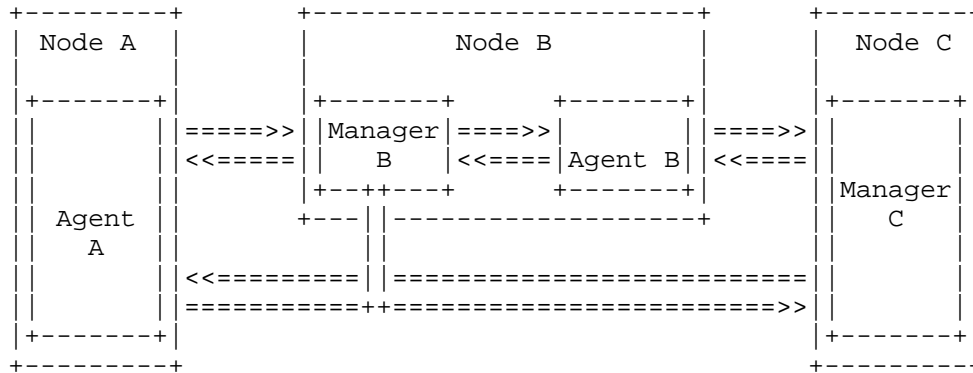 Node A Node B Node C
Manager
B Agent B
Manager
Agent C
A